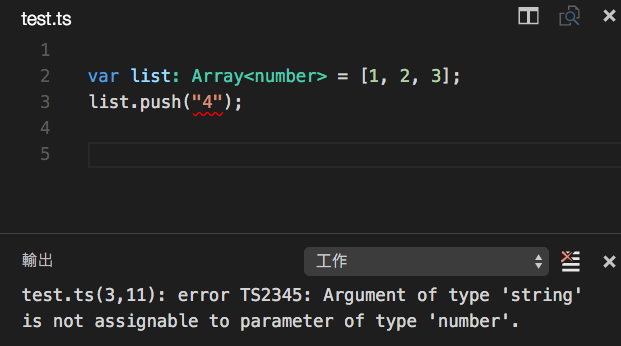 test.ts
1
2 var list: Array<number> = [1, 2, 3];
3 list.push("4");
4
5
輸出 工作
test.ts(3,11): error TS2345: Argument of type 'string'
is not assignable to parameter of type 'number'.